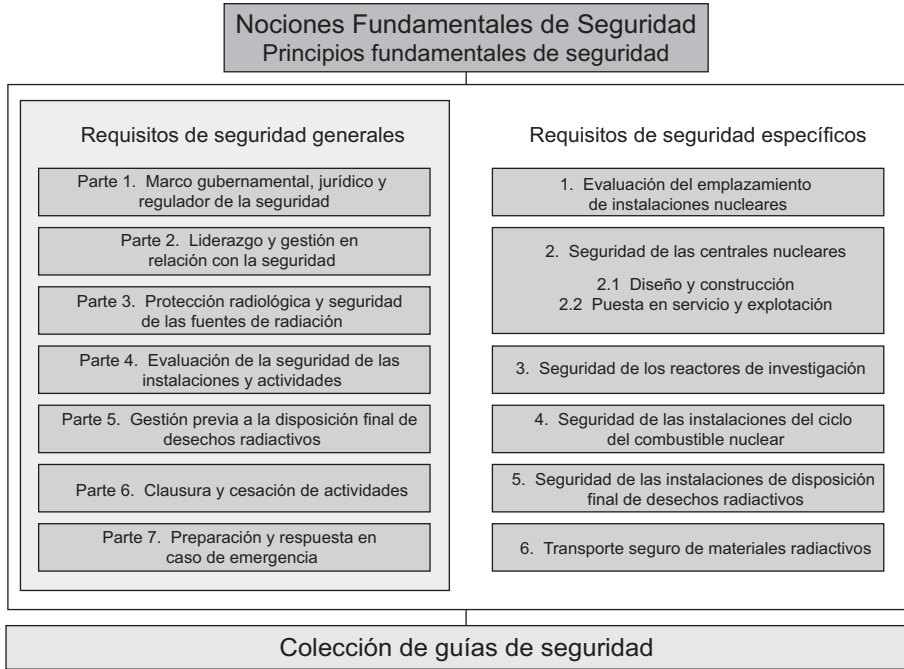 Nociones Fundamentales de Seguridad
Principios fundamentales de seguridad
Requisitos de seguridad generales
Parte 1. Marco gubernamental, jurídico y
regulador de la seguridad
Parte 2. Liderazgo y gestión en
relación con la seguridad
Parte 3. Protección radiológica y seguridad
de las fuentes de radiación
Parte 4. Evaluación de la seguridad de las
instalaciones y actividades
Parte 5. Gestión previa a la disposición final de
desechos radiactivos
Parte 6. Clausura y cesación de actividades
Parte 7. Preparación y respuesta en
caso de emergencia
Requisitos de seguridad específicos
1. Evaluación del emplazamiento
de instalaciones nucleares
2. Seguridad de las centrales nucleares
2.1 Diseño y construcción
2.2 Puesta en servicio y explotación
3. Seguridad de los reactores de investigación
4. Seguridad de las instalaciones del ciclo
del combustible nuclear
5. Seguridad de las instalaciones de disposición
final de desechos radiactivos
6. Transporte seguro de materiales radiactivos
Colección de guías de seguridad